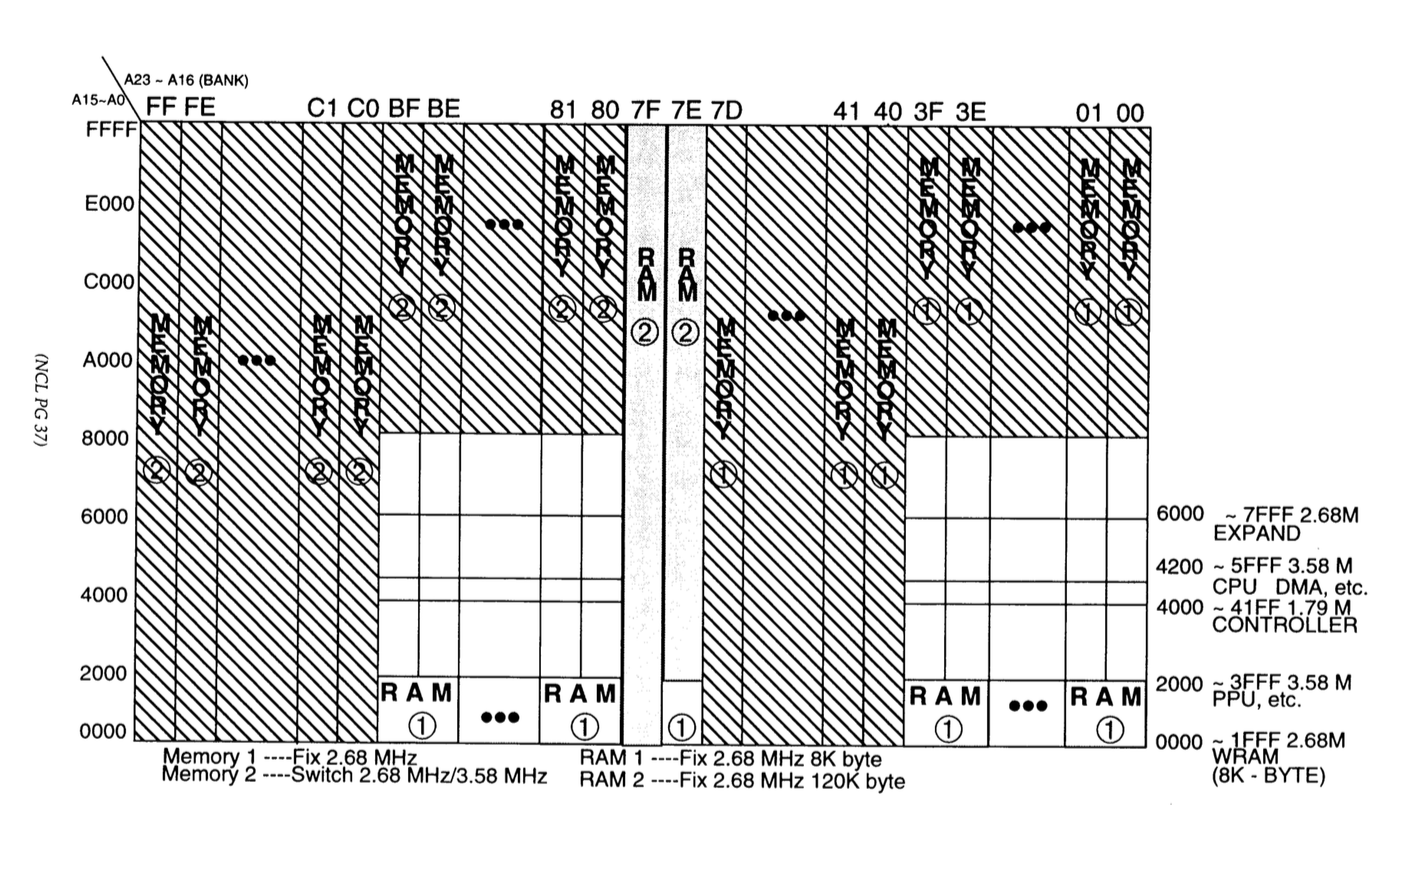 A23 ~ A16 (BANK)
A15~A0 FF FE C1 C0 BF BE 81 80 7F 7E 7D 41 40 3F 3E 01 00
FFFF
E000
C000
A000
8000
6000
4000
2000
0000
MEMORY ②
MEMORY ②
●●●
MEMORY ②
MEMORY ②
MEMORY ②
MEMORY ②
●●●
MEMORY ②
MEMORY ②
RAM ②
RAM ②
MEMORY ①
●●●
MEMORY ①
MEMORY ①
MEMORY ①
MEMORY ①
●●●
MEMORY ①
MEMORY ①
RAM ①
●●●
RAM ①
①
RAM ①
●●●
RAM ①
6000 ~ 7FFF 2.68M
EXPAND
4200 ~ 5FFF 3.58 M
CPU DMA, etc.
4000 ~ 41FF 1.79 M
CONTROLLER
2000 ~ 3FFF 3.58 M
PPU, etc.
0000 ~ 1FFF 2.68M
WRAM
(8K - BYTE)
Memory 1 ----Fix 2.68 MHz
Memory 2 ----Switch 2.68 MHz/3.58 MHz
RAM 1 ----Fix 2.68 MHz 8K byte
RAM 2 ----Fix 2.68 MHz 120K byte
(NCL PG 37)